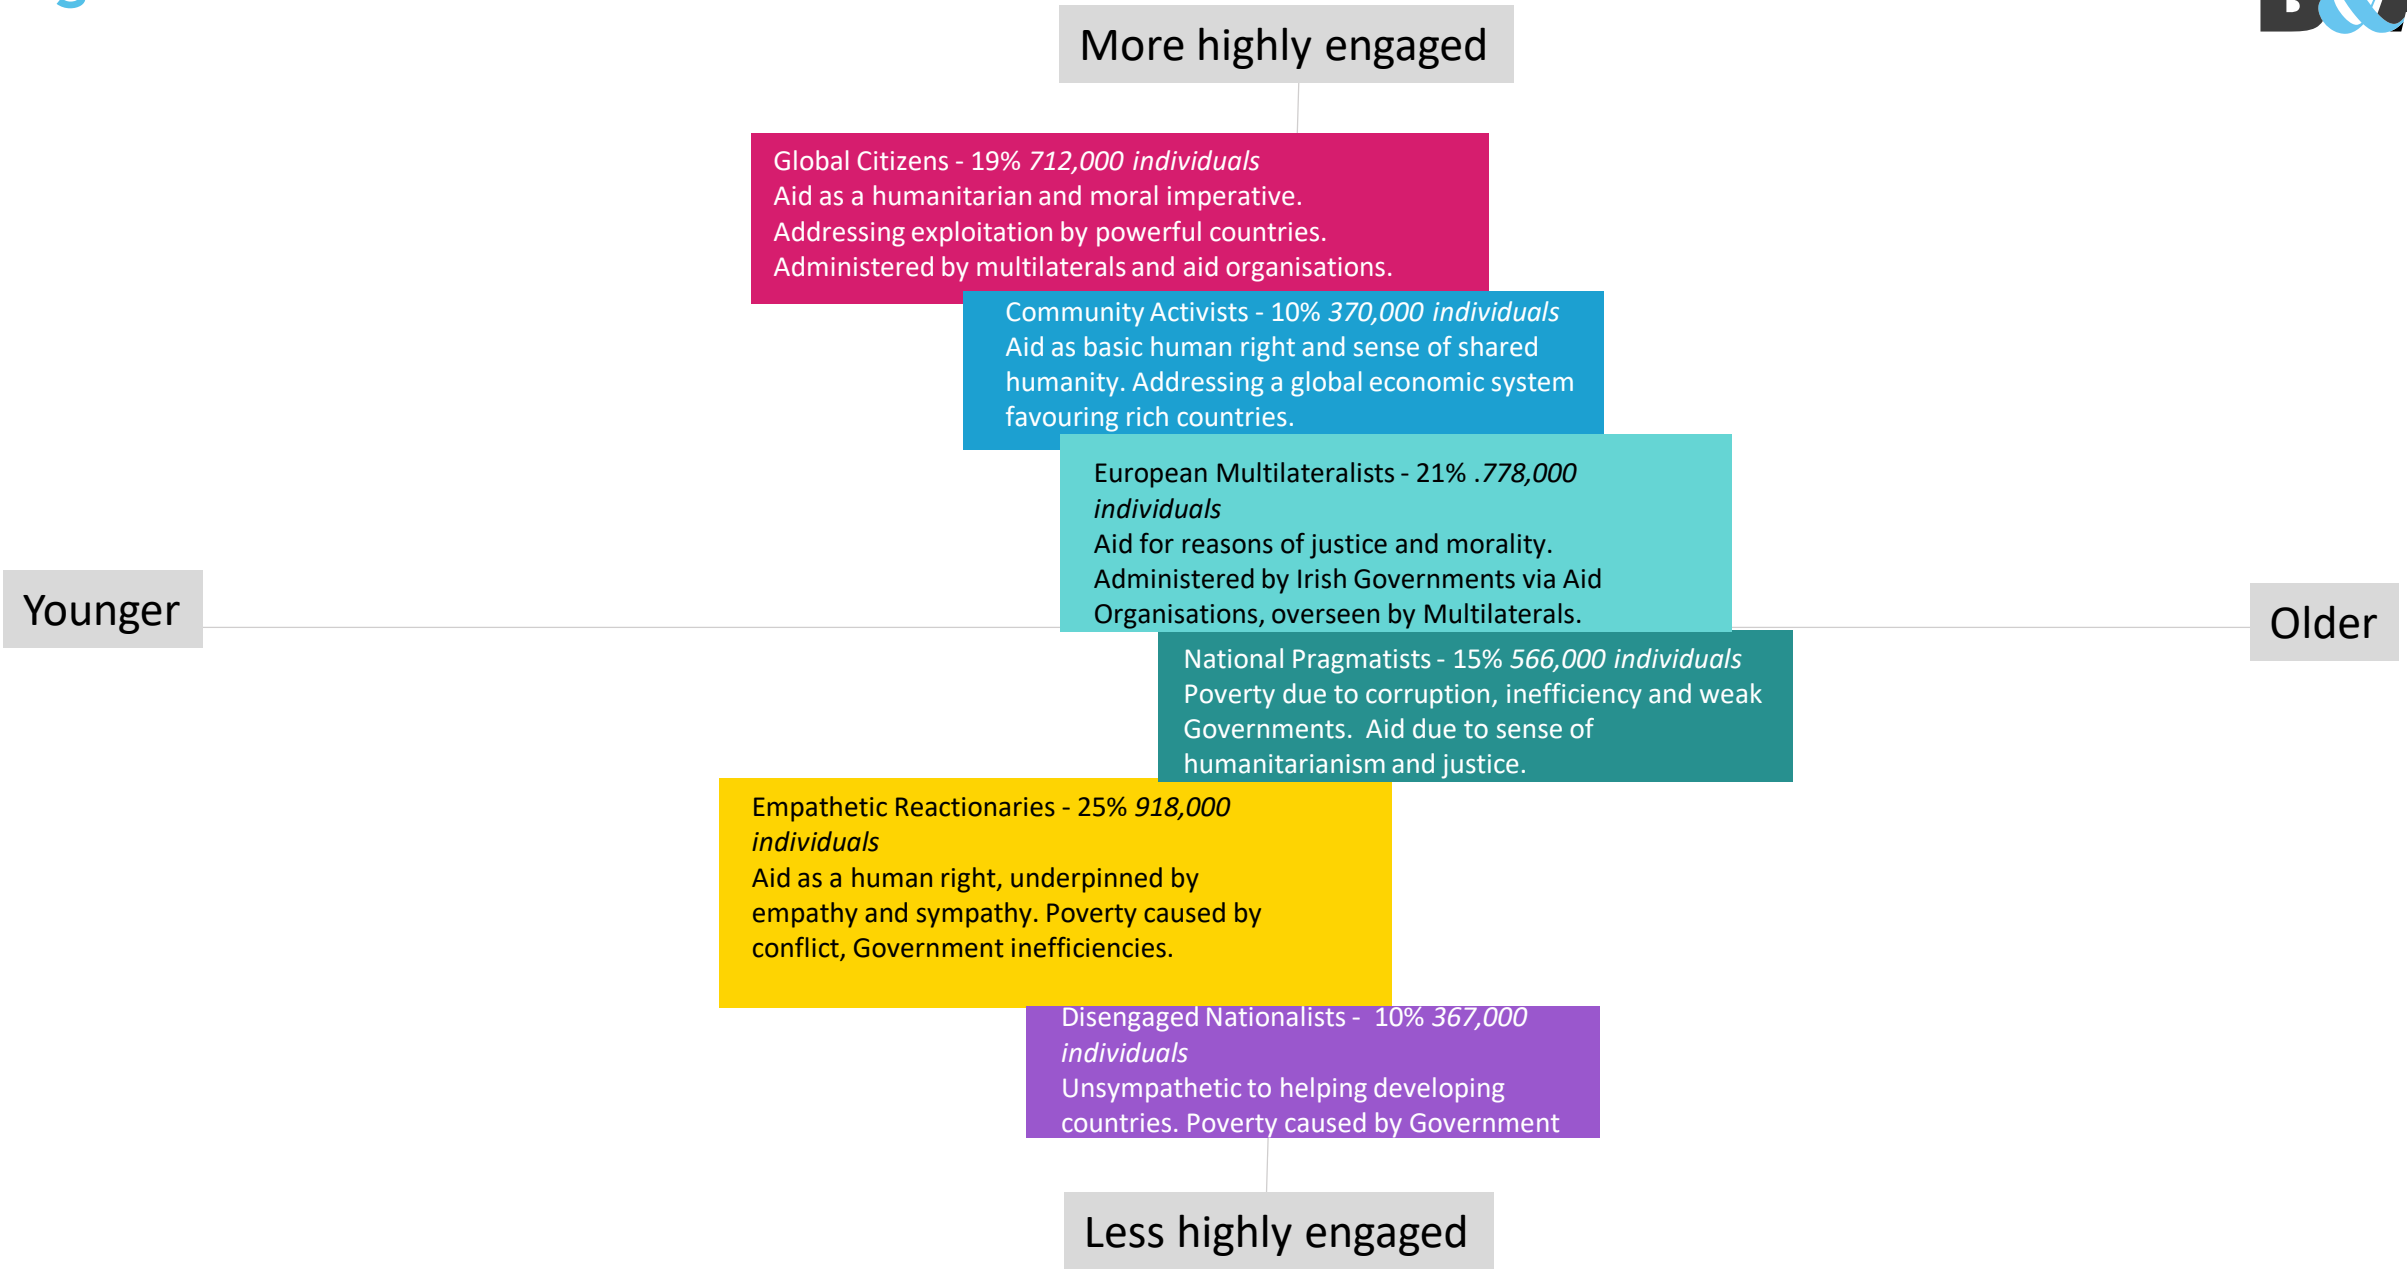 More highly engaged
Global Citizens - 19% 712,000 individuals
Aid as a humanitarian and moral imperative.
Addressing exploitation by powerful countries.
Administered by multilaterals and aid organisations.
Community Activists - 10% 370,000 individuals
Aid as basic human right and sense of shared
humanity. Addressing a global economic system
favouring rich countries.
European Multilateralists - 21% .778,000
individuals
Aid for reasons of justice and morality.
Administered by Irish Governments via Aid
Organisations, overseen by Multilaterals.
Younger
Older
National Pragmatists - 15% 566,000 individuals
Poverty due to corruption, inefficiency and weak
Governments.  Aid due to sense of
humanitarianism and justice.
Empathetic Reactionaries - 25% 918,000
individuals
Aid as a human right, underpinned by
empathy and sympathy. Poverty caused by
conflict, Government inefficiencies.
Disengaged Nationalists -  10% 367,000
individuals
Unsympathetic to helping developing
countries. Poverty caused by Government
Less highly engaged